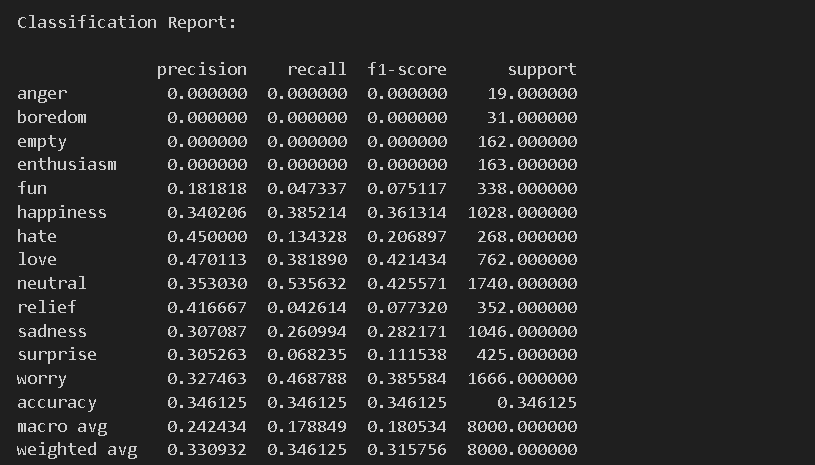 Classification Report:
precision recall f1-score support
anger 0.000000 0.000000 0.000000 19.000000
boredom 0.000000 0.000000 0.000000 31.000000
empty 0.000000 0.000000 0.000000 162.000000
enthusiasm 0.000000 0.000000 0.000000 163.000000
fun 0.181818 0.047337 0.075117 338.000000
happiness 0.340206 0.385214 0.361314 1028.000000
hate 0.450000 0.134328 0.206897 268.000000
love 0.470113 0.381890 0.421434 762.000000
neutral 0.353030 0.535632 0.425571 1740.000000
relief 0.416667 0.042614 0.077320 352.000000
sadness 0.307087 0.260994 0.282171 1046.000000
surprise 0.305263 0.068235 0.111538 425.000000
worry 0.327463 0.468788 0.385584 1666.000000
accuracy 0.346125 0.346125 0.346125 0.346125
macro avg 0.242434 0.178849 0.180534 8000.000000
weighted avg 0.330932 0.346125 0.315756 8000.000000